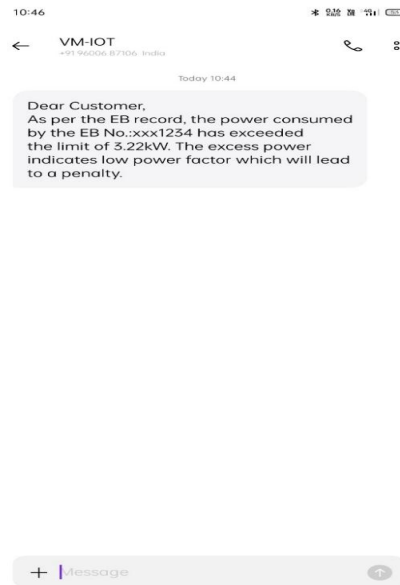 10:46
VM-IOT
+91 96006 87106 India
Today 10:44
Dear Customer,
As per the EB record, the power consumed
by the EB No.:xxx1234 has exceeded
the limit of 3.22kW. The excess power
indicates low power factor which will lead
to a penalty.
Message